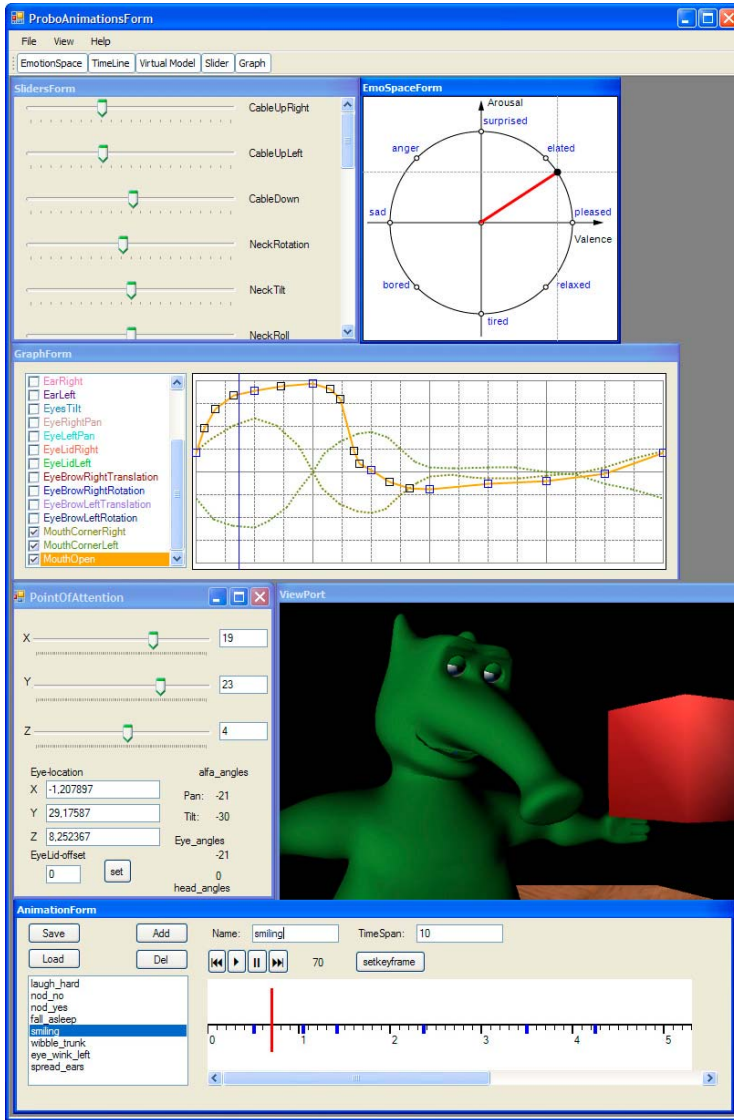 ProboAnimationsForm
File View Help
EmotionSpace TimeLine Virtual Model Slider Graph
SlidersForm
CableUpRight
CableUpLeft
CableDown
NeckRotation
NeckTilt
NeckRoll
EmoSpaceForm
Arousal
surprised
anger elated
sad pleased
Valence
bored relaxed
tired
GraphForm
EarRight
EarLeft
EyesTilt
EyeRightPan
EyeLeftPan
EyeLidRight
EyeLidLeft
EyeBrowRightTranslation
EyeBrowRightRotation
EyeBrowLeftTranslation
EyeBrowLeftRotation
MouthCornerRight
MouthCornerLeft
MouthOpen
PointOfAttention
X 19
Y 23
Z 4
Eye-location alfa_angles
X -1,207897 Pan: -21
Y 29,17587 Tilt: -30
Z 8,252367 Eye_angles
EyeLid-offset -21
0 set 0
head_angles
ViewPort
AnimationForm
Save Add Name: smiling TimeSpan: 10
Load Del 70 setkeyframe
laugh_hard
nod_no
nod_yes
fall_asleep
smiling
wibble_trunk
eye_wink_left
spread_ears
0 1 2 3 4 5